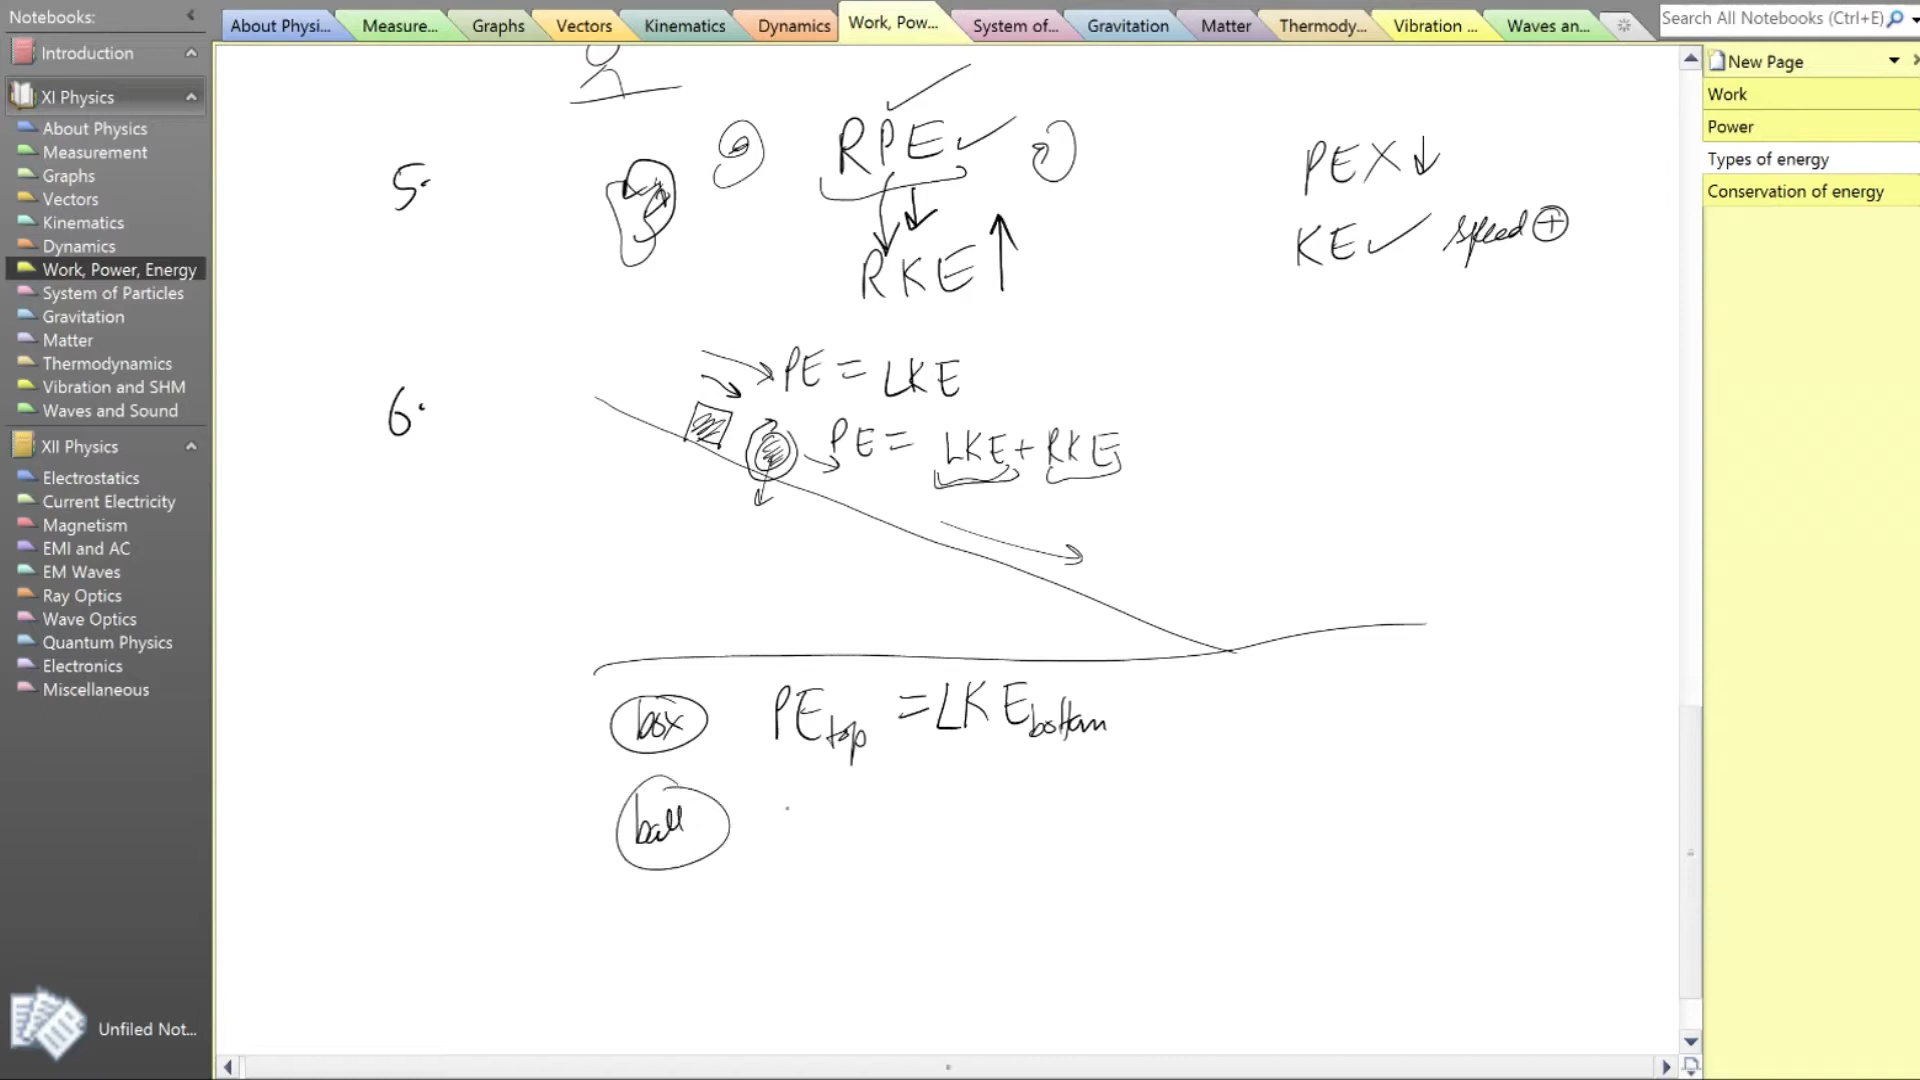 Notebooks:
Introduction
XI Physics
About Physics
Measurement
Graphs
Vectors
Kinematics
Dynamics
Work, Power, Energy
System of Particles
Gravitation
Matter
Thermodynamics
Vibration and SHM
Waves and Sound
XII Physics
Electrostatics
Current Electricity
Magnetism
EMI and AC
EM Waves
Ray Optics
Wave Optics
Quantum Physics
Electronics
Miscellaneous
Unfiled Not...
About Physi... Measure... Graphs Vectors Kinematics Dynamics Work, Pow... System of... Gravitation Matter Thermody... Vibration ... Waves an...
Search All Notebooks (Ctrl+E)
5. RPE ✓
RKE ↑
PE X ↓
KE ✓ speed ⊕
6. PE = LKE
PE = LKE + RKE
box PE top = LKE bottom
ball
New Page
Work
Power
Types of energy
Conservation of energy